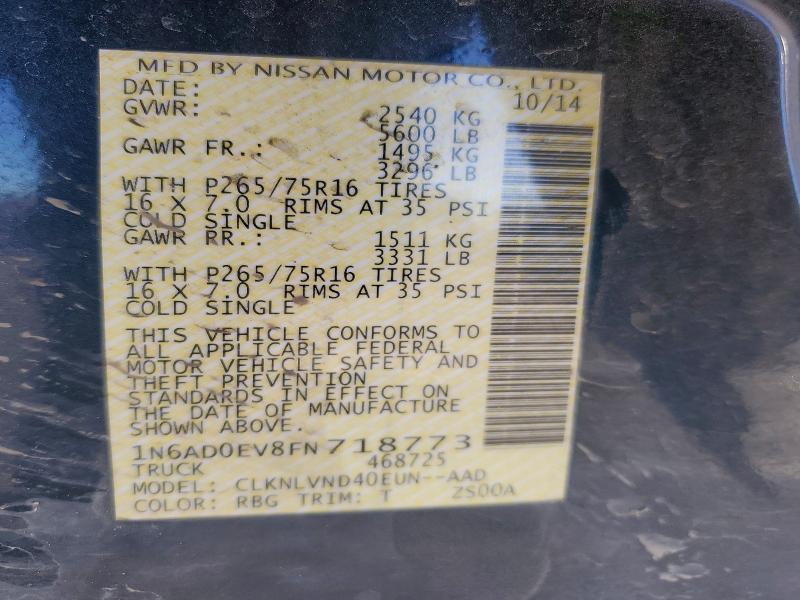 MFD BY NISSAN MOTOR CO., LTD.
DATE: 10/14
GVWR: 2540 KG
5600 LB
GAWR FR.: 1495 KG
3296 LB
WITH P265/75R16 TIRES
16 X 7.0 RIMS AT 35 PSI
COLD SINGLE
GAWR RR.: 1511 KG
3331 LB
WITH P265/75R16 TIRES
16 X 7.0 RIMS AT 35 PSI
COLD SINGLE
THIS VEHICLE CONFORMS TO
ALL APPLICABLE FEDERAL
MOTOR VEHICLE SAFETY AND
THEFT PREVENTION
STANDARDS IN EFFECT ON
THE DATE OF MANUFACTURE
SHOWN ABOVE.
1N6AD0EV8FN718773
TRUCK 468725
MODEL: CLKNLVND40EUN--AAD
COLOR: RBG TRIM: T ZS00A